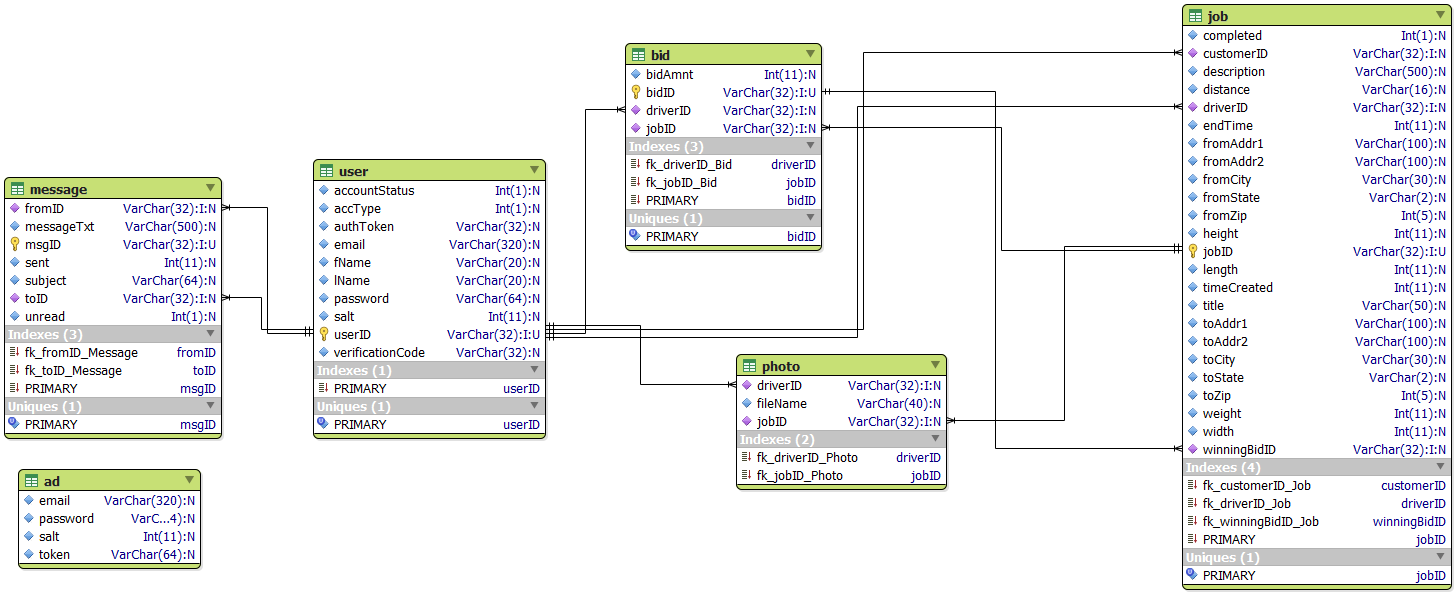 message
fromID VarChar(32):I:N
messageTxt VarChar(500):N
msgID VarChar(32):I:U
sent Int(11):N
subject VarChar(64):N
toID VarChar(32):I:N
unread Int(1):N
Indexes (3)
fk_fromID_Message fromID
fk_toID_Message toID
PRIMARY msgID
Uniques (1)
PRIMARY msgID
ad
email VarChar(320):N
password VarC...4):N
salt Int(11):N
token VarChar(64):N
user
accountStatus Int(1):N
accType Int(1):N
authToken VarChar(32):N
email VarChar(320):N
fName VarChar(20):N
lName VarChar(20):N
password VarChar(64):N
salt Int(11):N
userID VarChar(32):I:U
verificationCode VarChar(32):N
Indexes (1)
PRIMARY userID
Uniques (1)
PRIMARY userID
bid
bidAmnt Int(11):N
bidID VarChar(32):I:U
driverID VarChar(32):I:N
jobID VarChar(32):I:N
Indexes (3)
fk_driverID_Bid driverID
fk_jobID_Bid jobID
PRIMARY bidID
Uniques (1)
PRIMARY bidID
photo
driverID VarChar(32):I:N
fileName VarChar(40):N
jobID VarChar(32):I:N
Indexes (2)
fk_driverID_Photo driverID
fk_jobID_Photo jobID
job
completed Int(1):N
customerID VarChar(32):I:N
description VarChar(500):N
distance VarChar(16):N
driverID VarChar(32):I:N
endTime Int(11):N
fromAddr1 VarChar(100):N
fromAddr2 VarChar(100):N
fromCity VarChar(30):N
fromState VarChar(2):N
fromZip Int(5):N
height Int(11):N
jobID VarChar(32):I:U
length Int(11):N
timeCreated Int(11):N
title VarChar(50):N
toAddr1 VarChar(100):N
toAddr2 VarChar(100):N
toCity VarChar(30):N
toState VarChar(2):N
toZip Int(5):N
weight Int(11):N
width Int(11):N
winningBidID VarChar(32):I:N
Indexes (4)
fk_customerID_Job customerID
fk_driverID_Job driverID
fk_winningBidID_Job winningBidID
PRIMARY jobID
Uniques (1)
PRIMARY jobID